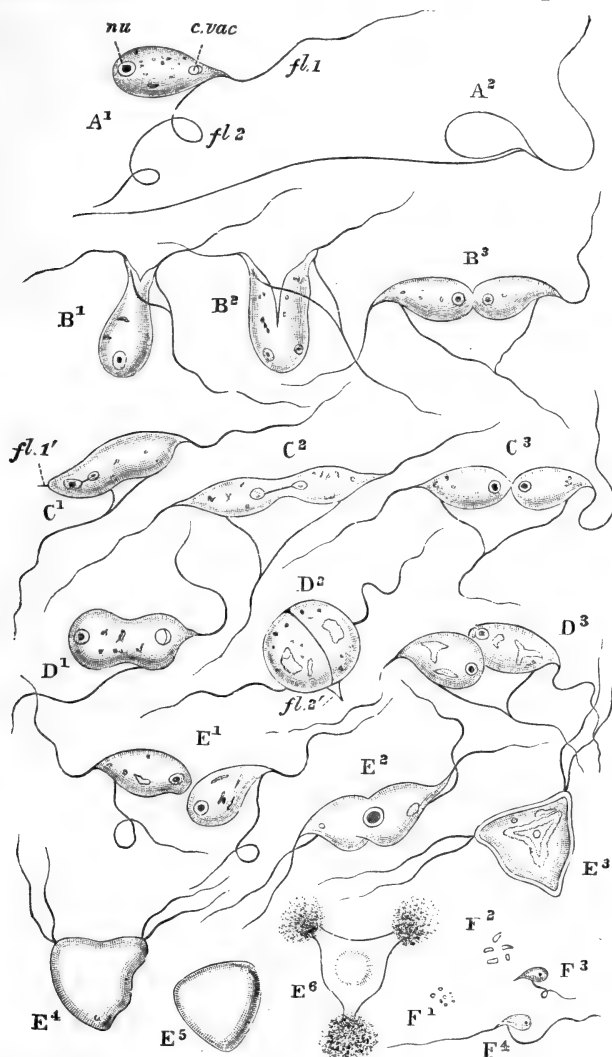 nu
c.vac
fl.1
A¹
fl 2
A²
B¹
B²
B³
fl.1′
C¹
C²
C³
D¹
D²
fl.2′
D³
E¹
E²
E³
E⁴
E⁵
E⁶
F¹
F²
F³
F⁴